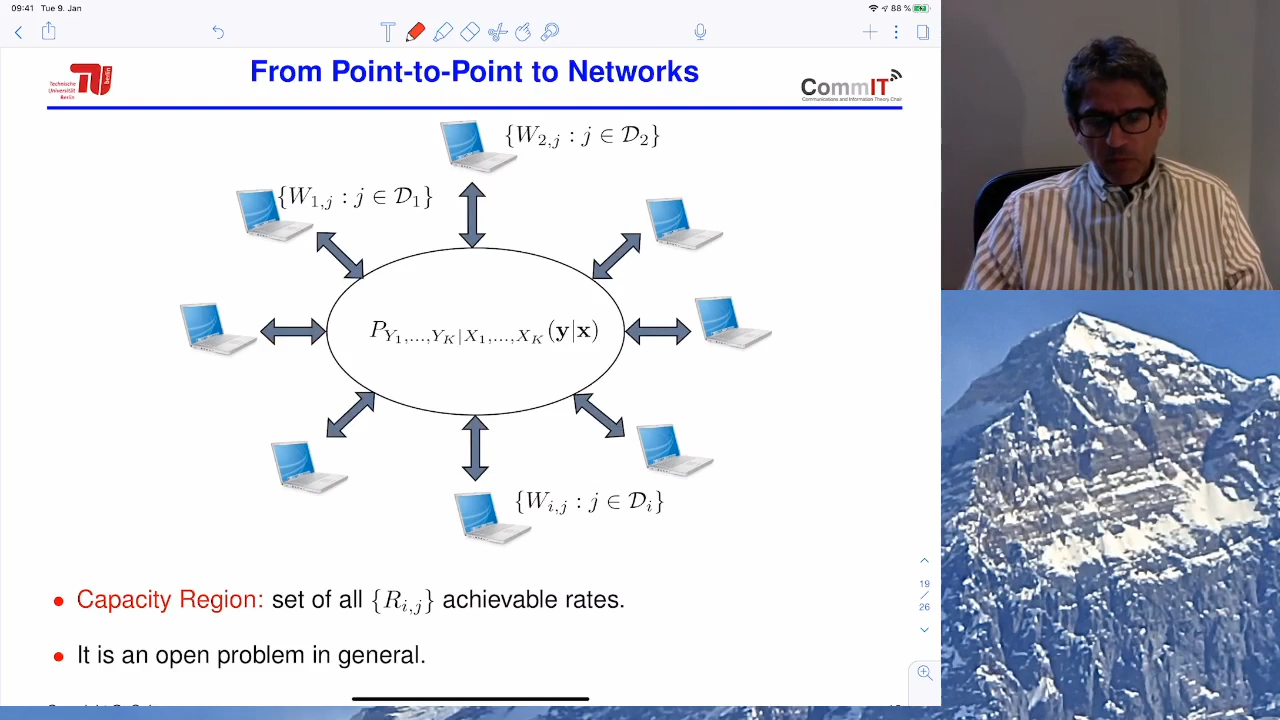 09:41 Tue 9. Jan
88 %
From Point-to-Point to Networks
Technische
Universität
Berlin
CommIT
Communications and Information Theory Chair
{W_{2,j} : j ∈ 𝒟_2}
{W_{1,j} : j ∈ 𝒟_1}
P_{Y_1,...,Y_K|X_1,...,X_K}(𝐲|𝐱)
{W_{i,j} : j ∈ 𝒟_i}
19
/
26
• Capacity Region: set of all {R_{i,j}} achievable rates.
• It is an open problem in general.